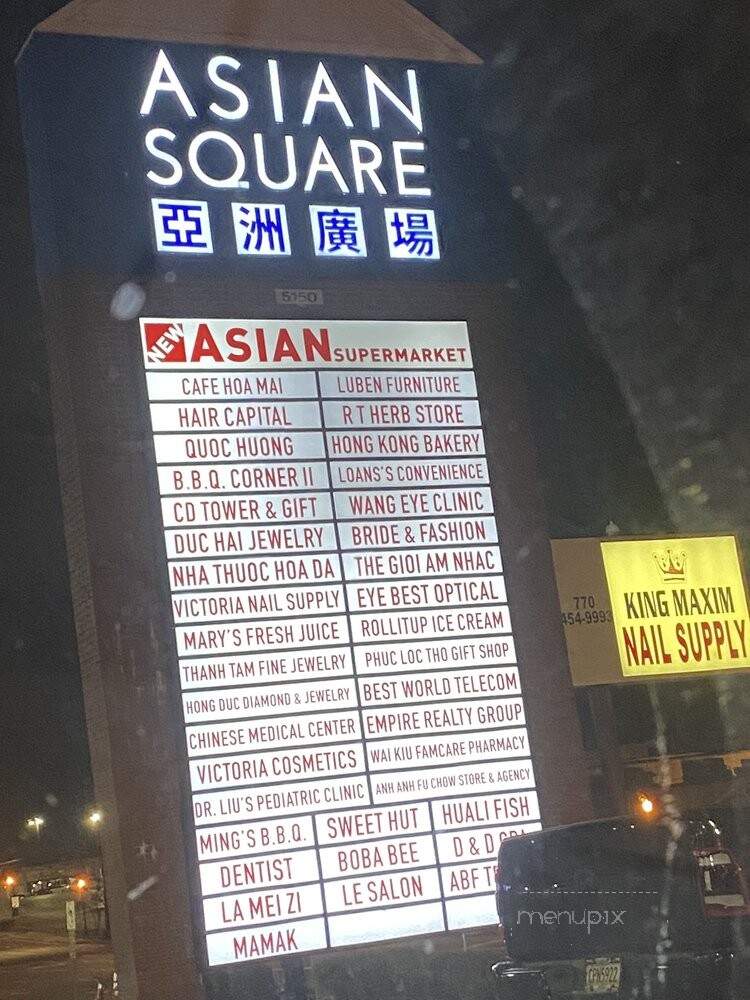 ASIAN
SQUARE
亞洲廣場
5150
NEW ASIAN SUPERMARKET
CAFE HOA MAI LUBEN FURNITURE
HAIR CAPITAL R T HERB STORE
QUOC HUONG HONG KONG BAKERY
B.B.Q. CORNER II LOANS'S CONVENIENCE
CD TOWER & GIFT WANG EYE CLINIC
DUC HAI JEWELRY BRIDE & FASHION
NHA THUOC HOA DA THE GIOI AM NHAC
VICTORIA NAIL SUPPLY EYE BEST OPTICAL
MARY'S FRESH JUICE ROLLITUP ICE CREAM
THANH TAM FINE JEWELRY PHUC LOC THO GIFT SHOP
HONG DUC DIAMOND & JEWELRY BEST WORLD TELECOM
CHINESE MEDICAL CENTER EMPIRE REALTY GROUP
VICTORIA COSMETICS WAI KIU FAMCARE PHARMACY
DR. LIU'S PEDIATRIC CLINIC ANH ANH FU CHOW STORE & AGENCY
MING'S B.B.Q. SWEET HUT HUALI FISH
DENTIST BOBA BEE D & D
LA MEI ZI LE SALON ABF
MAMAK
770
454-9993
KING MAXIM
NAIL SUPPLY
menupix